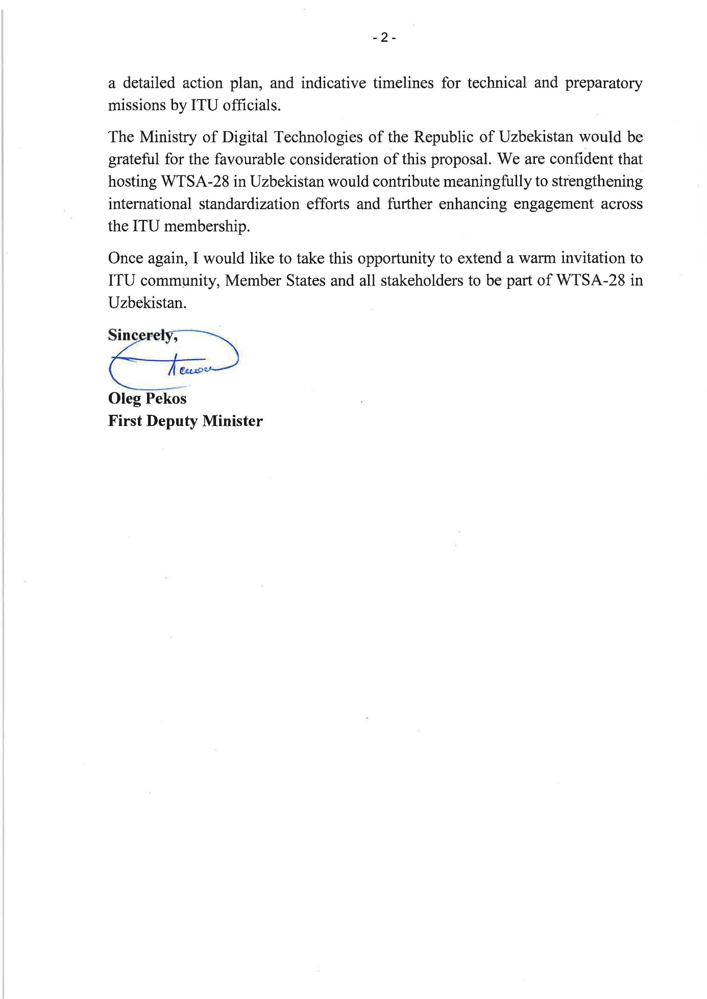 - 2 -
a detailed action plan, and indicative timelines for technical and preparatory
missions by ITU officials.
The Ministry of Digital Technologies of the Republic of Uzbekistan would be
grateful for the favourable consideration of this proposal. We are confident that
hosting WTSA-28 in Uzbekistan would contribute meaningfully to strengthening
international standardization efforts and further enhancing engagement across
the ITU membership.
Once again, I would like to take this opportunity to extend a warm invitation to
ITU community, Member States and all stakeholders to be part of WTSA-28 in
Uzbekistan.
Sincerely,
Oleg Pekos
First Deputy Minister